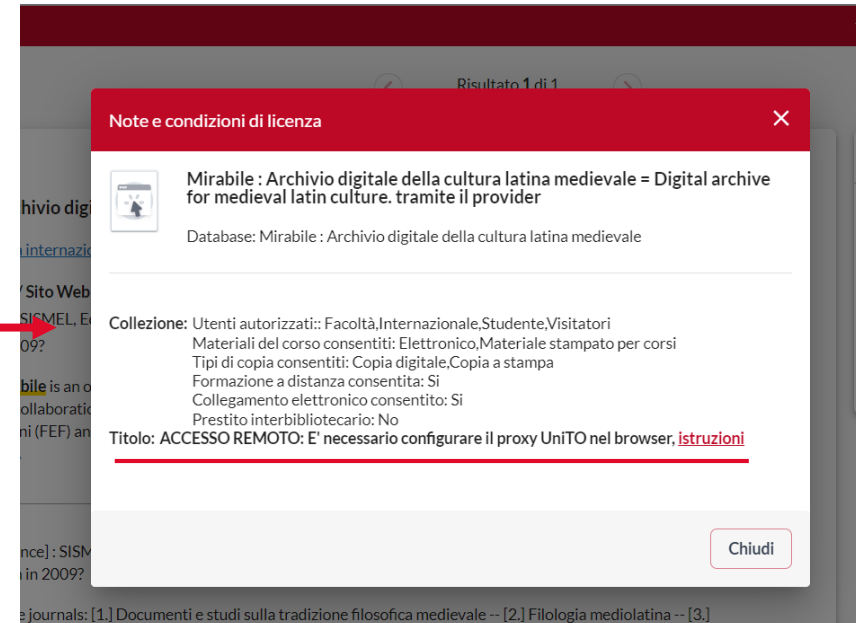 Risultato 1 di 1
Note e condizioni di licenza
Mirabile : Archivio digitale della cultura latina medievale = Digital archive
for medieval latin culture. tramite il provider
Database: Mirabile : Archivio digitale della cultura latina medievale
Collezione: Utenti autorizzati:: Facoltà,Internazionale,Studente,Visitatori
Materiali del corso consentiti: Elettronico,Materiale stampato per corsi
Tipi di copia consentiti: Copia digitale,Copia a stampa
Formazione a distanza consentita: Si
Collegamento elettronico consentito: Si
Prestito interbibliotecario: No
Titolo: ACCESSO REMOTO: E' necessario configurare il proxy UniTO nel browser, istruzioni
Chiudi
hivio digi
internazi
/ Sito Web
SISMEL, E
09?
bile is an o
ollaboratio
ni (FEF) an
nce] : SISM
in 2009?
e journals: [1.] Documenti e studi sulla tradizione filosofica medievale -- [2.] Filologia mediolatina -- [3.]